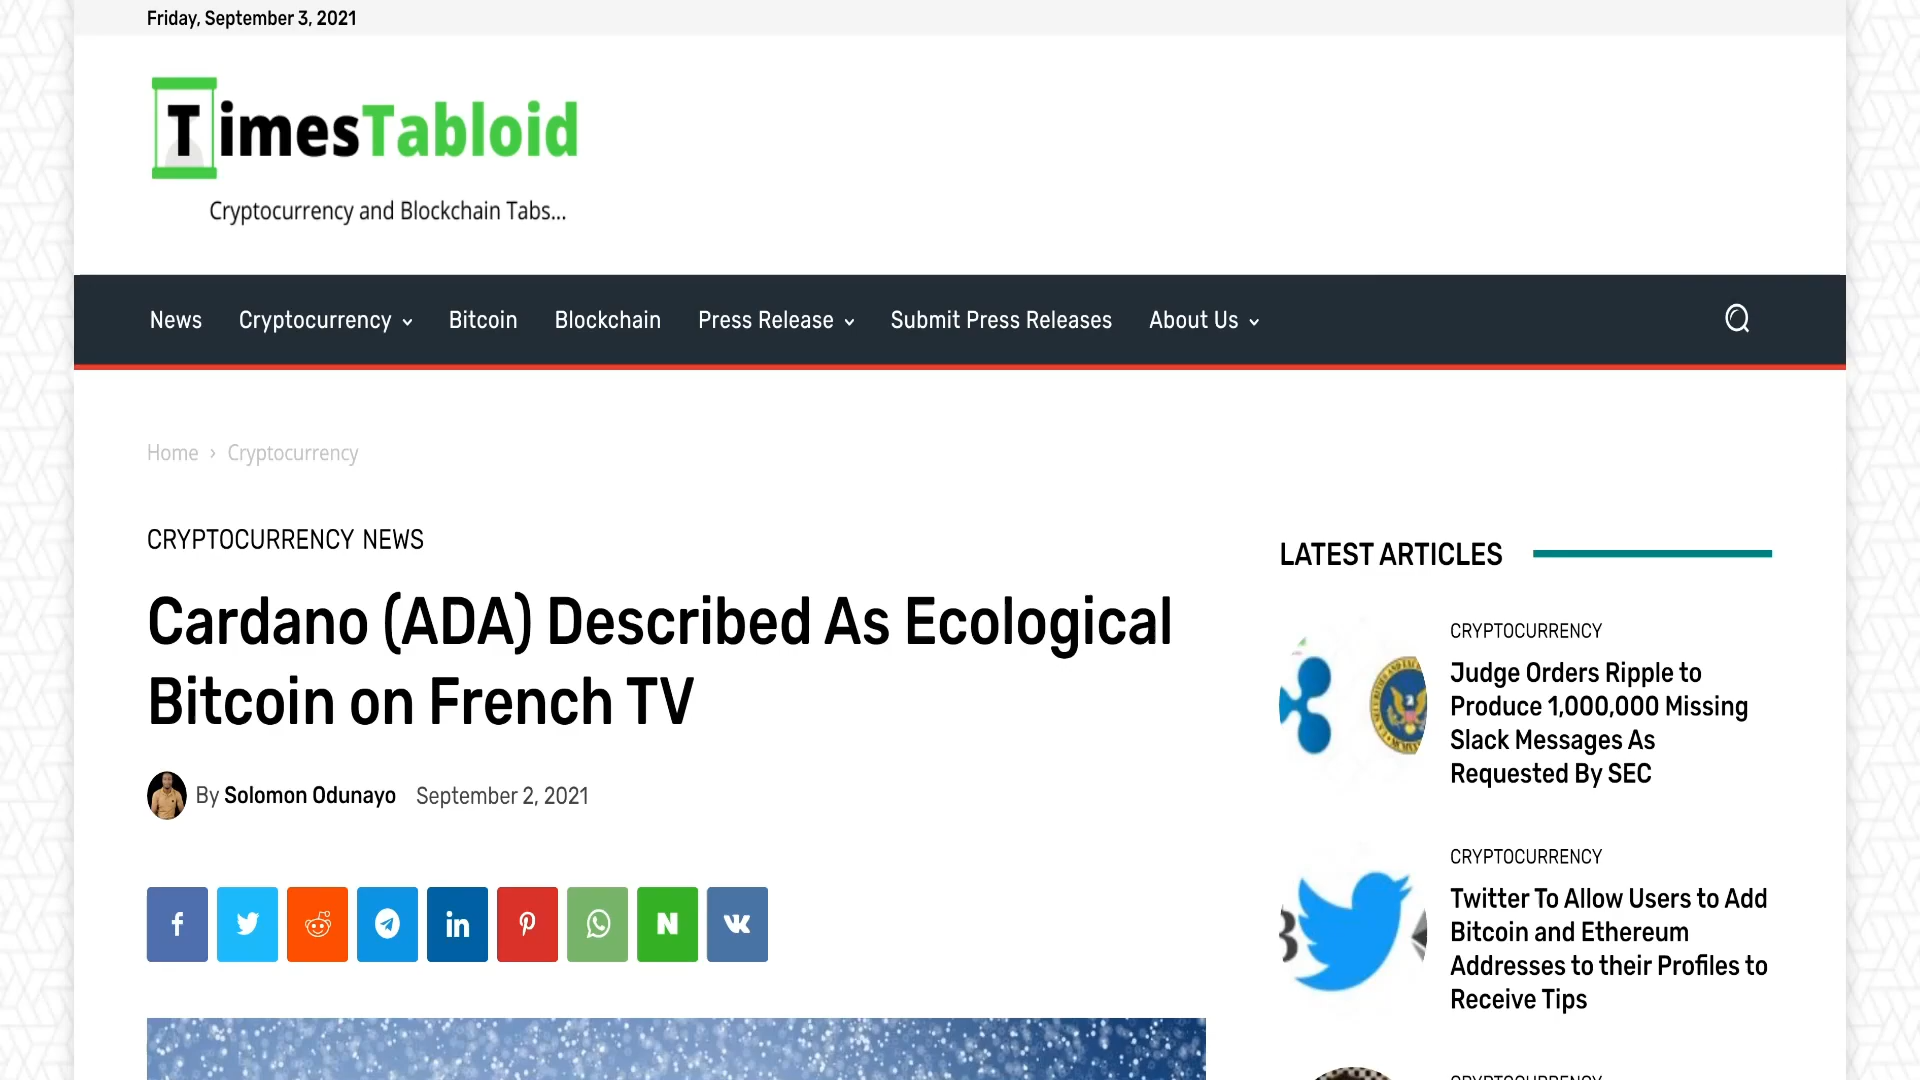 Friday, September 3, 2021
TimesTabloid
Cryptocurrency and Blockchain Tabs...
News Cryptocurrency Bitcoin Blockchain Press Release Submit Press Releases About Us
Home › Cryptocurrency
CRYPTOCURRENCY NEWS
Cardano (ADA) Described As Ecological
Bitcoin on French TV
By Solomon Odunayo September 2, 2021
LATEST ARTICLES
CRYPTOCURRENCY
Judge Orders Ripple to
Produce 1,000,000 Missing
Slack Messages As
Requested By SEC
CRYPTOCURRENCY
Twitter To Allow Users to Add
Bitcoin and Ethereum
Addresses to their Profiles to
Receive Tips
CRYPTOCURRENCY